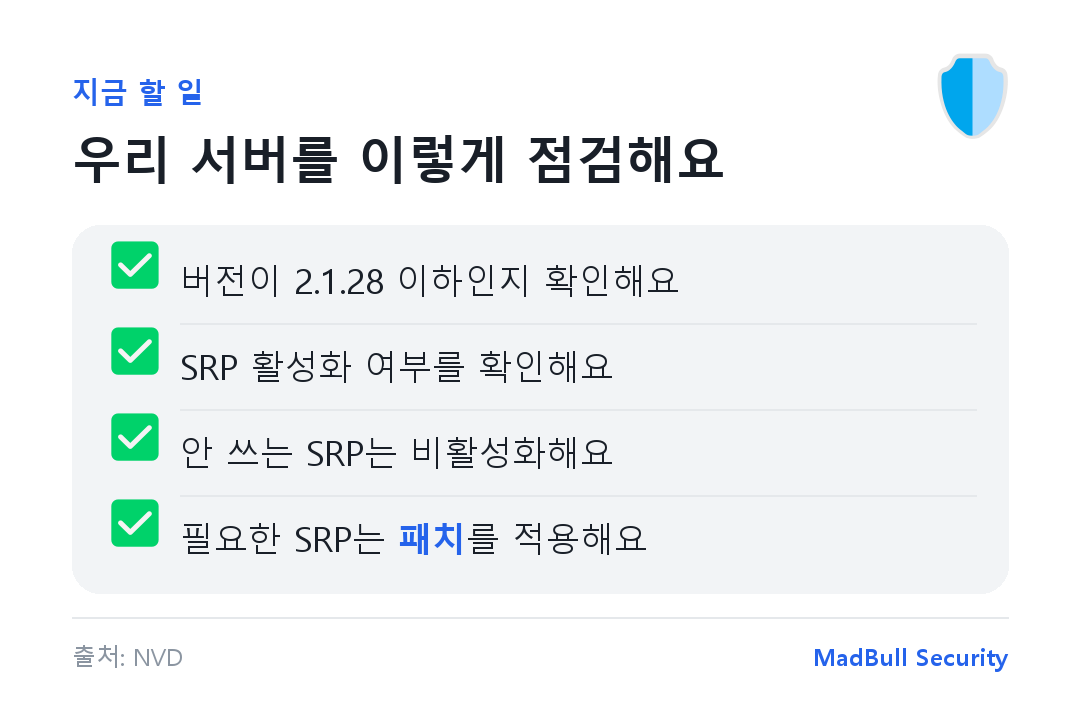 지금 할 일
우리 서버를 이렇게 점검해요
버전이 2.1.28 이하인지 확인해요
SRP 활성화 여부를 확인해요
안 쓰는 SRP는 비활성화해요
필요한 SRP는 패치를 적용해요
출처: NVD
MadBull Security